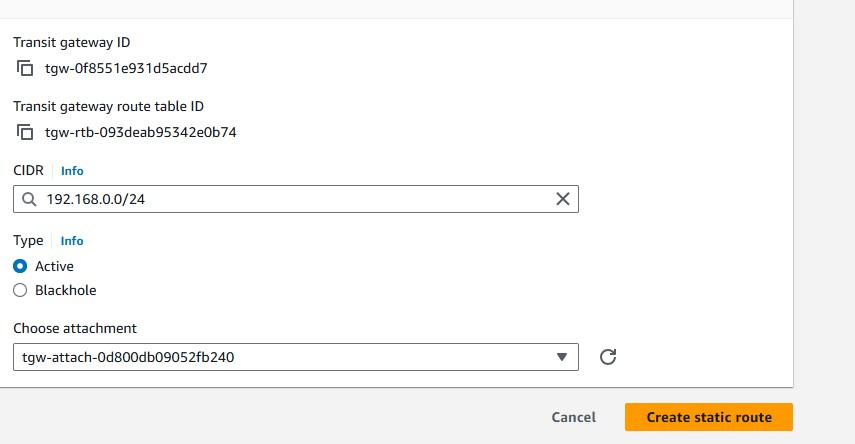 Transit gateway ID
tgw-0f8551e931d5acdd7
Transit gateway route table ID
tgw-rtb-093deab95342e0b74
CIDR Info
192.168.0.0/24
Type Info
Active
Blackhole
Choose attachment
tgw-attach-0d800db09052fb240
Cancel Create static route